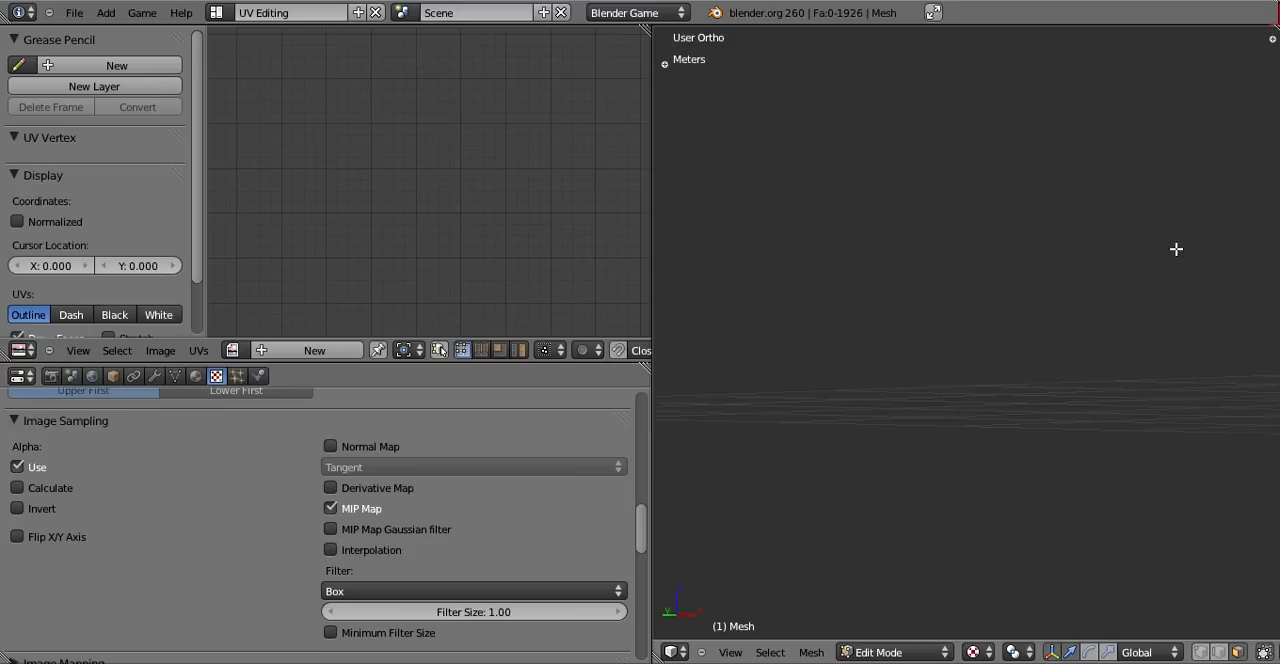 File Add Game Help UV Editing Scene Blender Game blender.org 260 | Fa:0-1926 | Mesh
Grease Pencil
New
New Layer
Delete Frame Convert
UV Vertex
Display
Coordinates:
Normalized
Cursor Location:
X: 0.000 Y: 0.000
UVs:
Outline Dash Black White
Draw Faces Stretch
View Select Image UVs New Clos
Upper First Lower First
Image Sampling
Alpha:
Use
Calculate
Invert
Flip X/Y Axis
Normal Map
Tangent
Derivative Map
MIP Map
MIP Map Gaussian filter
Interpolation
Filter:
Box
Filter Size: 1.00
Minimum Filter Size
Image Mapping
User Ortho
Meters
(1) Mesh
View Select Mesh Edit Mode Global